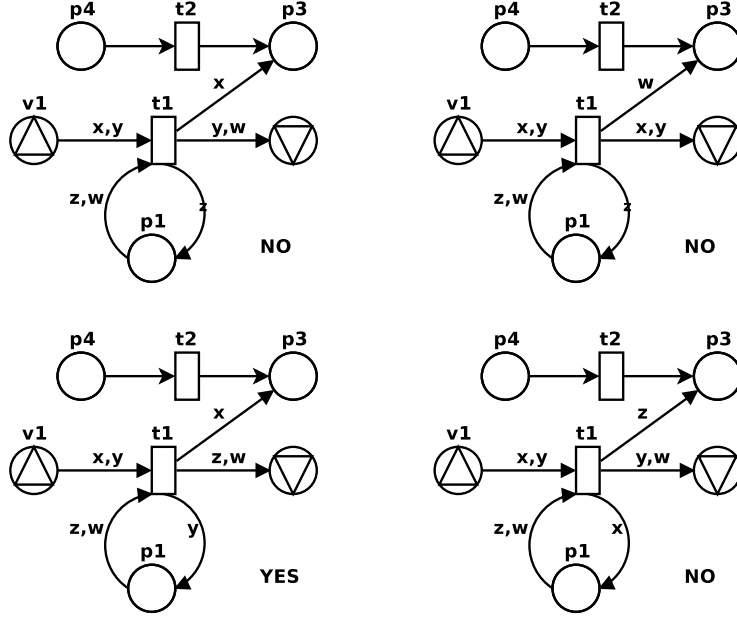 p4 t2 p3
x
v1 t1
x,y y,w
z,w z
p1
NO
p4 t2 p3
w
v1 t1
x,y x,y
z,w z
p1
NO
p4 t2 p3
x
v1 t1
x,y z,w
z,w y
p1
YES
p4 t2 p3
z
v1 t1
x,y y,w
z,w x
p1
NO